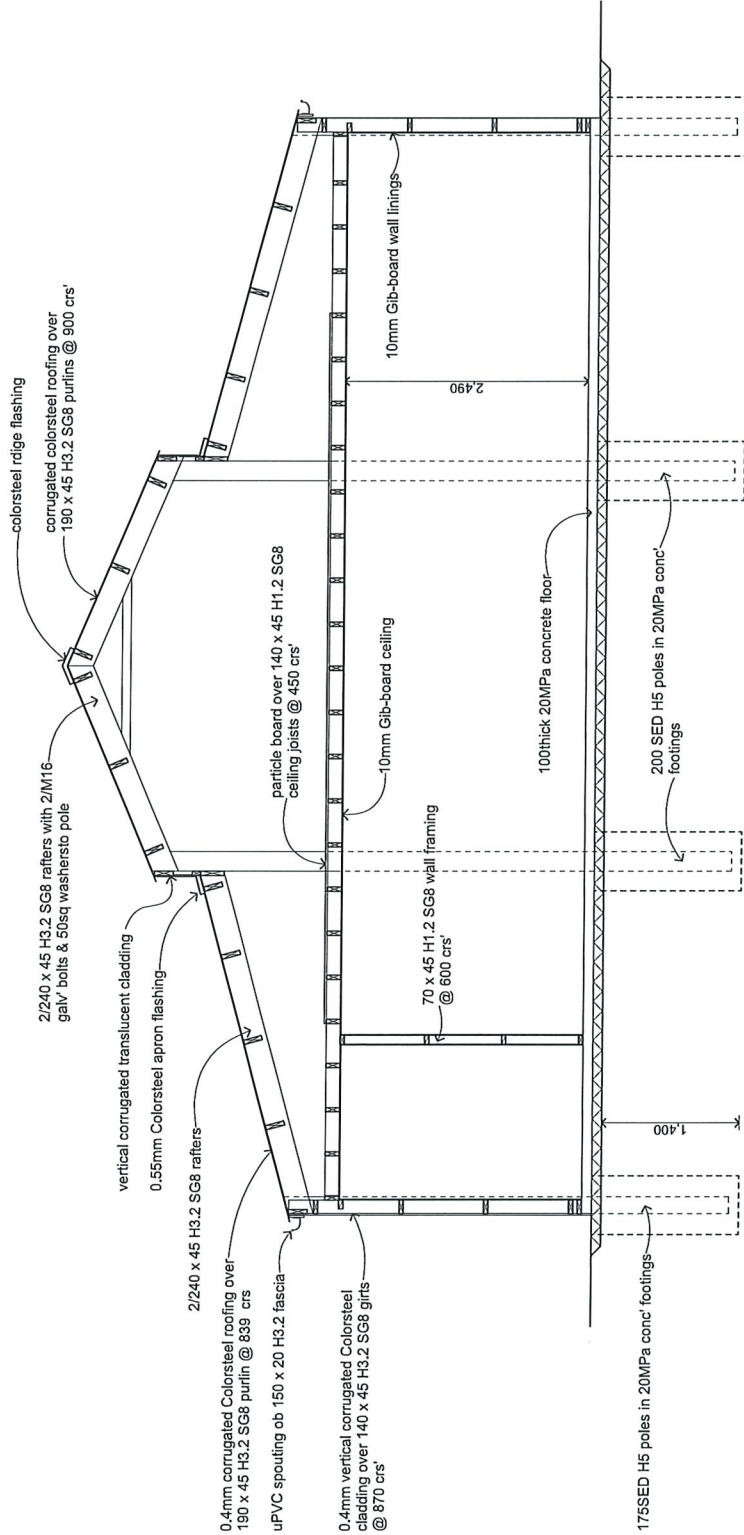 colorsteel rdige flashing
corrugated colorsteel roofing over
190 x 45 H3.2 SG8 purlins @ 900 crs'
2/240 x 45 H3.2 SG8 rafters with 2/M16
galv' bolts & 50sq washersto pole
vertical corrugated translucent cladding
0.55mm Colorsteel apron flashing
2/240 x 45 H3.2 SG8 rafters
0.4mm corrugated Colorsteel roofing over
190 x 45 H3.2 SG8 purlin @ 839 crs
uPVC spouting ob 150 x 20 H3.2 fascia
0.4mm vertical corrugated Colorsteel
cladding over 140 x 45 H3.2 SG8 girts
@ 870 crs'
particle board over 140 x 45 H1.2 SG8
ceiling joists @ 450 crs'
10mm Gib-board ceiling
10mm Gib-board wall linings
2,490
70 x 45 H1.2 SG8 wall framing
@ 600 crs'
100thick 20MPa concrete floor
1,400
175SED H5 poles in 20MPa conc' footings
200 SED H5 poles in 20MPa conc'
footings